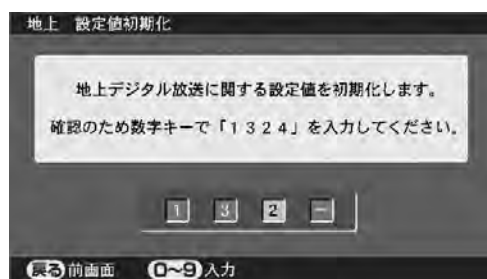 地上 設定値初期化
地上デジタル放送に関する設定値を初期化します。
確認のため数字キーで「1324」を入力してください。
1 3 2 −
戻る 前画面 0~9 入力